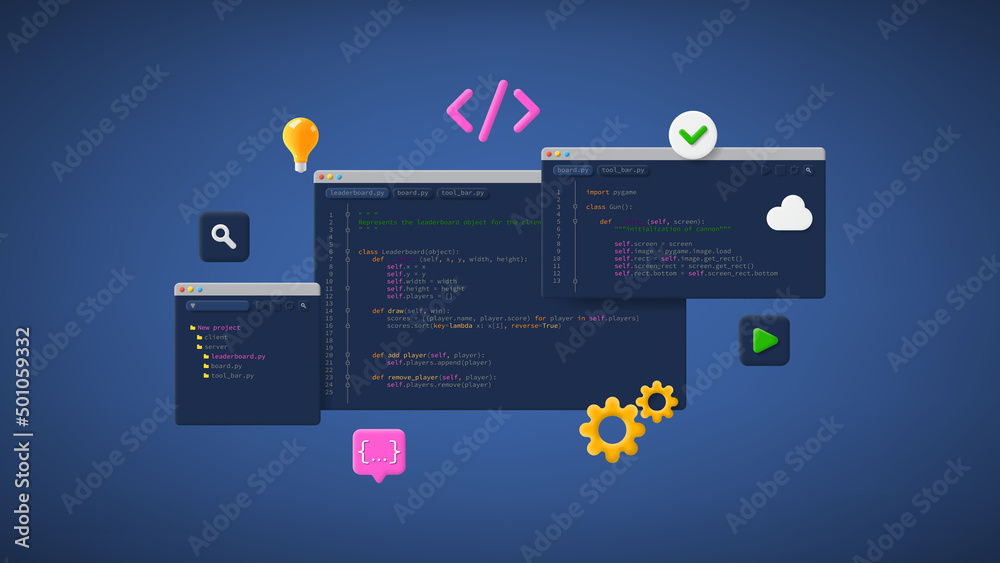 </>
leaderboard.py board.py tool_bar.py
1 " " "
2 Represents the leaderboard object for the clien
3 " " "
4
5
6 class Leaderboard(object):
7 def (self, x, y, width, height):
8 self.x = x
9 self.y = y
10 self.width = width
11 self.height = height
12 self.players = []
13
14 def draw(self, win):
15 scores = [(player.name, player.score) for player in self.players]
16 scores.sort(key=lambda x: x[1], reverse=True)
20 def add player(self, player):
21 self.players.append(player)
22
23 def remove_player(self, player):
24 self.players.remove(player)
25
board.py tool_bar.py
1 import pygame
2
3 class Gun():
4
5 def (self, screen):
6 """initialization of cannon"""
7
8 self.screen = screen
9 self.image = pygame.image.load
10 self.rect = self.image.get_rect()
11 self.screen_rect = screen.get_rect()
12 self.rect.bottom = self.screen_rect.bottom
13
New project
client
server
leaderboard.py
board.py
tool_bar.py
{...}
Adobe Stock | #501059332
Adobe Stock